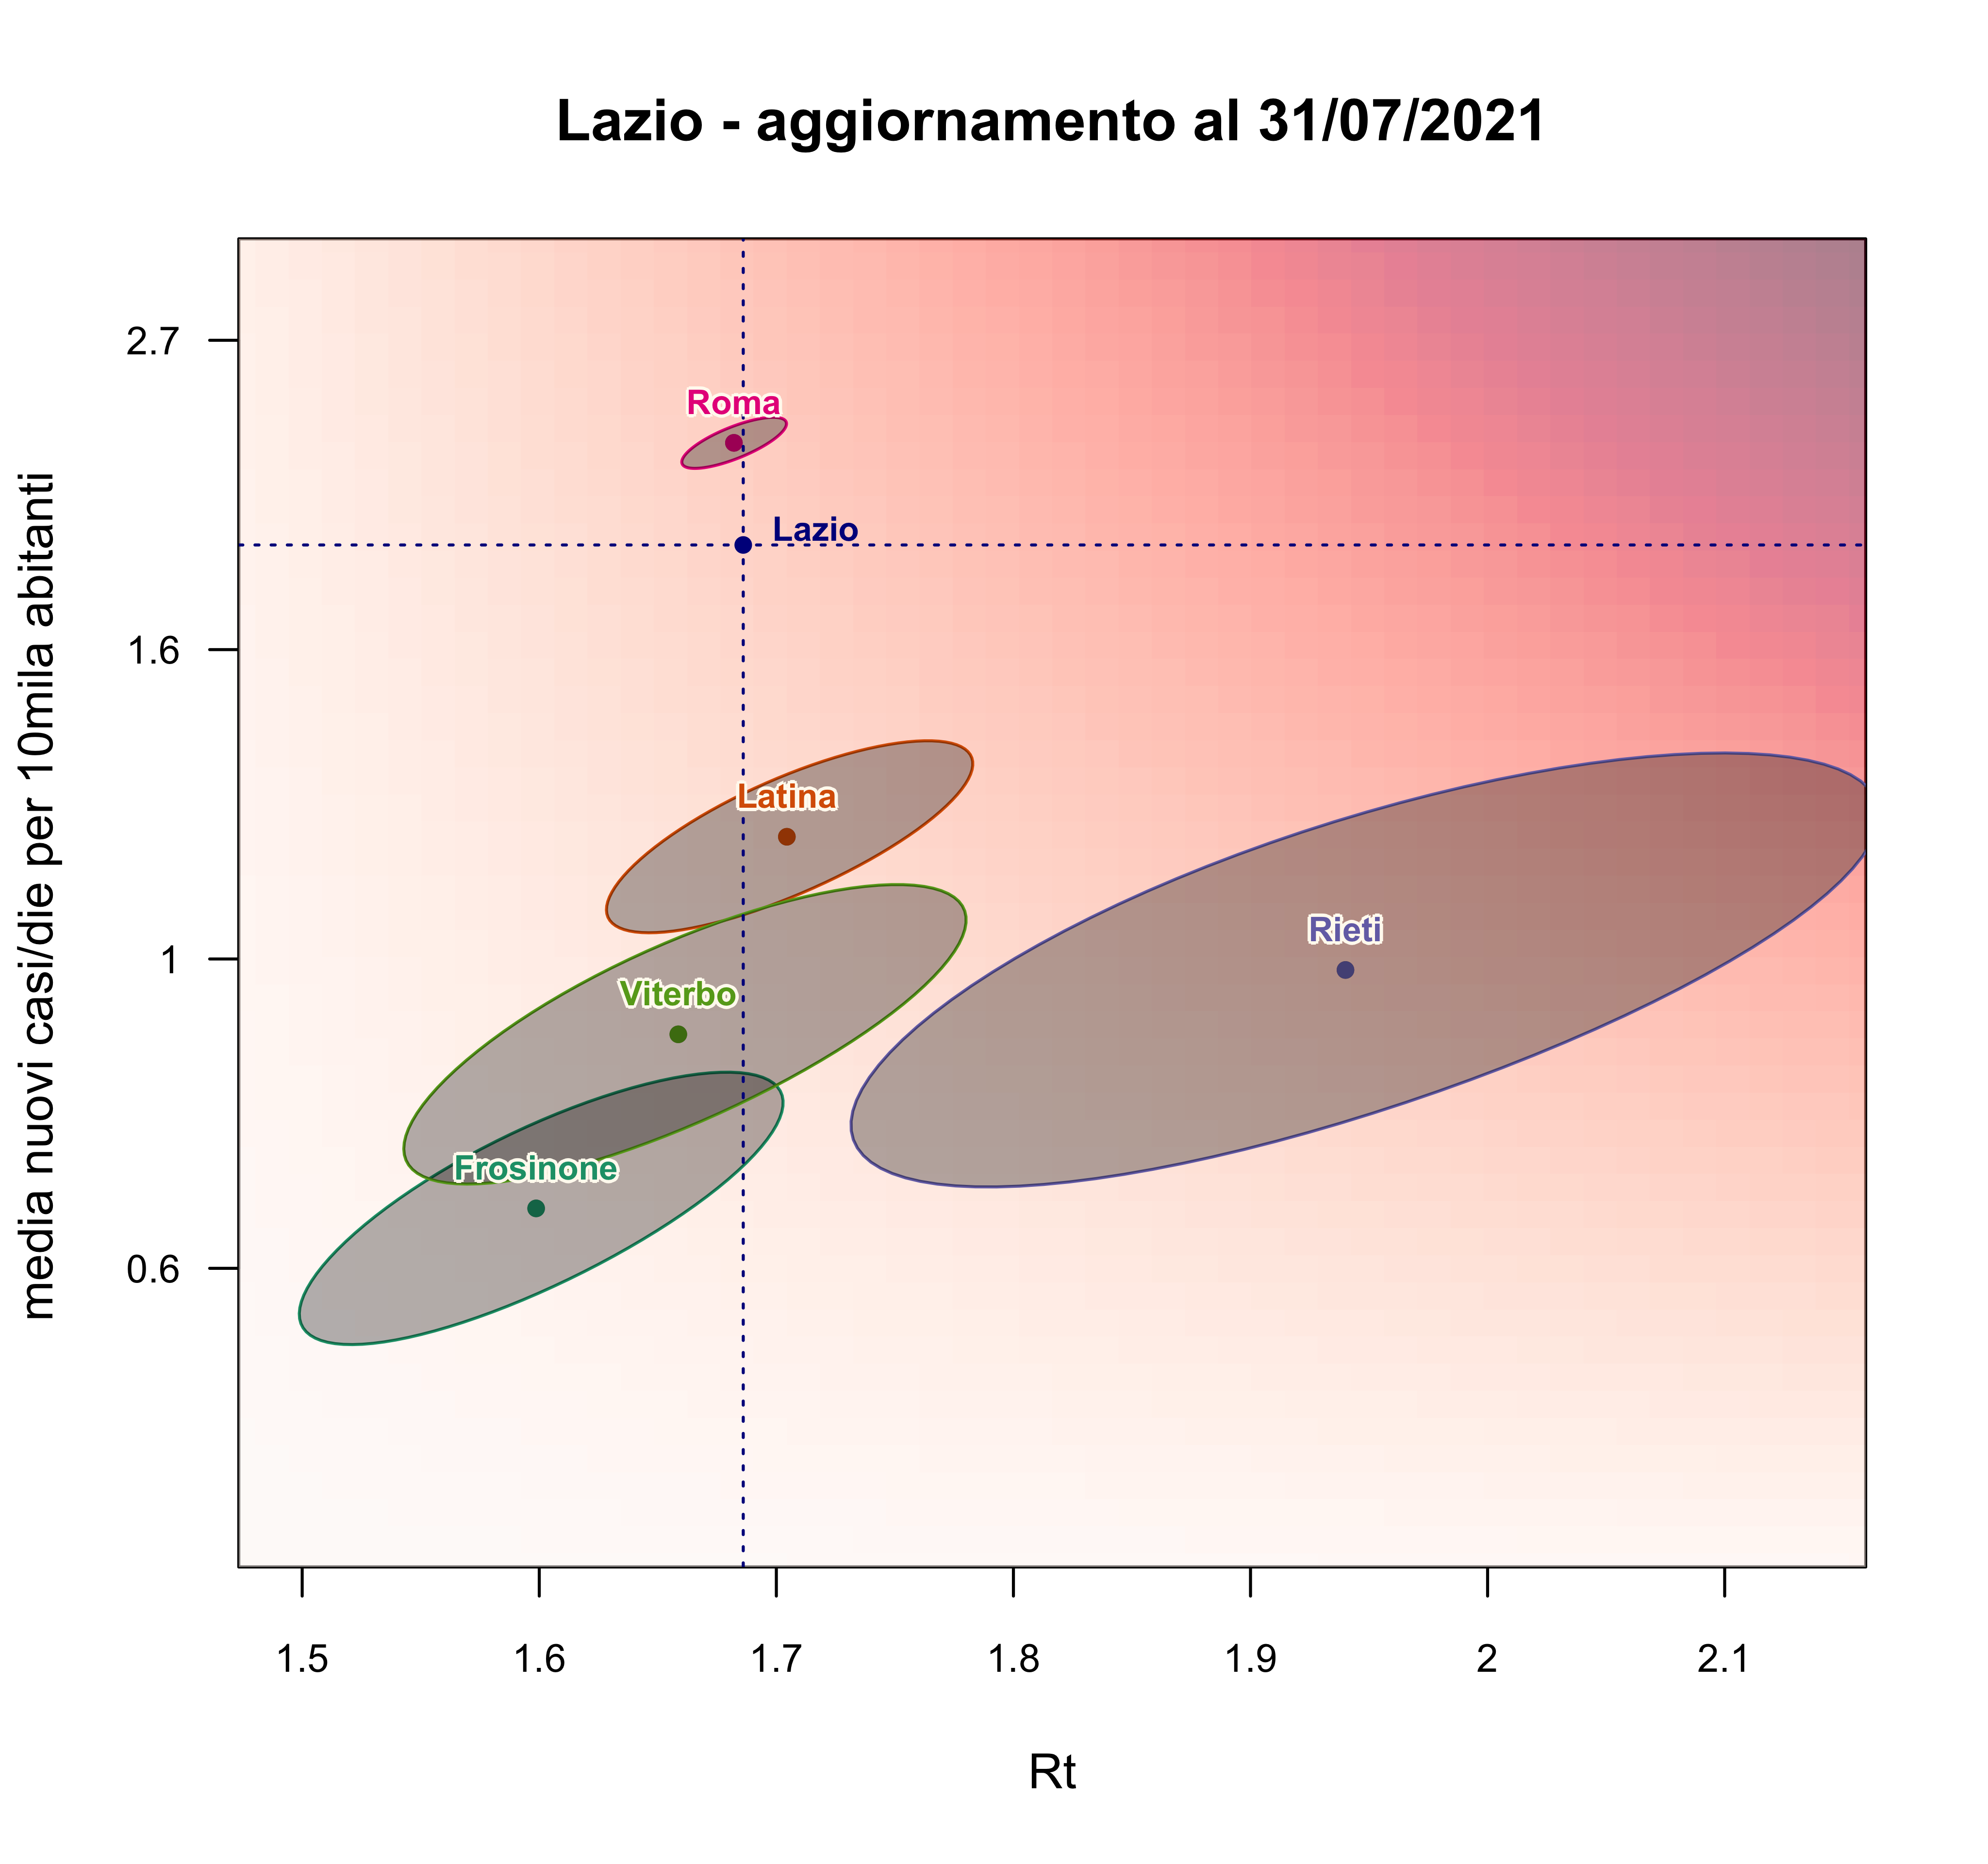 Lazio - aggiornamento al 31/07/2021
media nuovi casi/die per 10mila abitanti
2.7
1.6
1
0.6
Roma
Lazio
Latina
Rieti
Viterbo
Frosinone
1.5 1.6 1.7 1.8 1.9 2 2.1
Rt